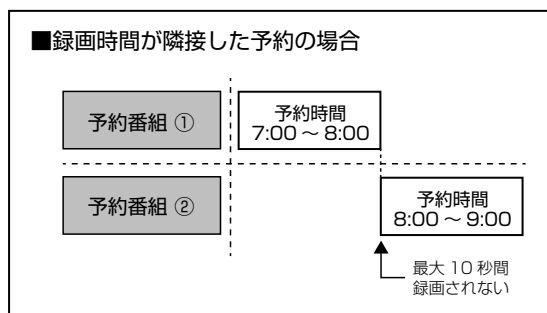 ■録画時間が隣接した予約の場合
予約番組 ①
予約時間
7:00 ～ 8:00
予約番組 ②
予約時間
8:00 ～ 9:00
最大 10 秒間
録画されない